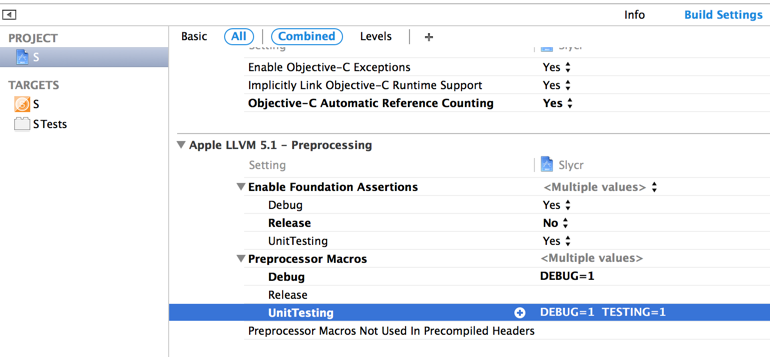 Info Build Settings
PROJECT
S
TARGETS
S
STests
Basic All Combined Levels +
Setting Slycr
Enable Objective-C Exceptions Yes
Implicitly Link Objective-C Runtime Support Yes
Objective-C Automatic Reference Counting Yes
Apple LLVM 5.1 - Preprocessing
Setting Slycr
Enable Foundation Assertions <Multiple values>
Debug Yes
Release No
UnitTesting Yes
Preprocessor Macros <Multiple values>
Debug DEBUG=1
Release
UnitTesting DEBUG=1 TESTING=1
Preprocessor Macros Not Used In Precompiled Headers